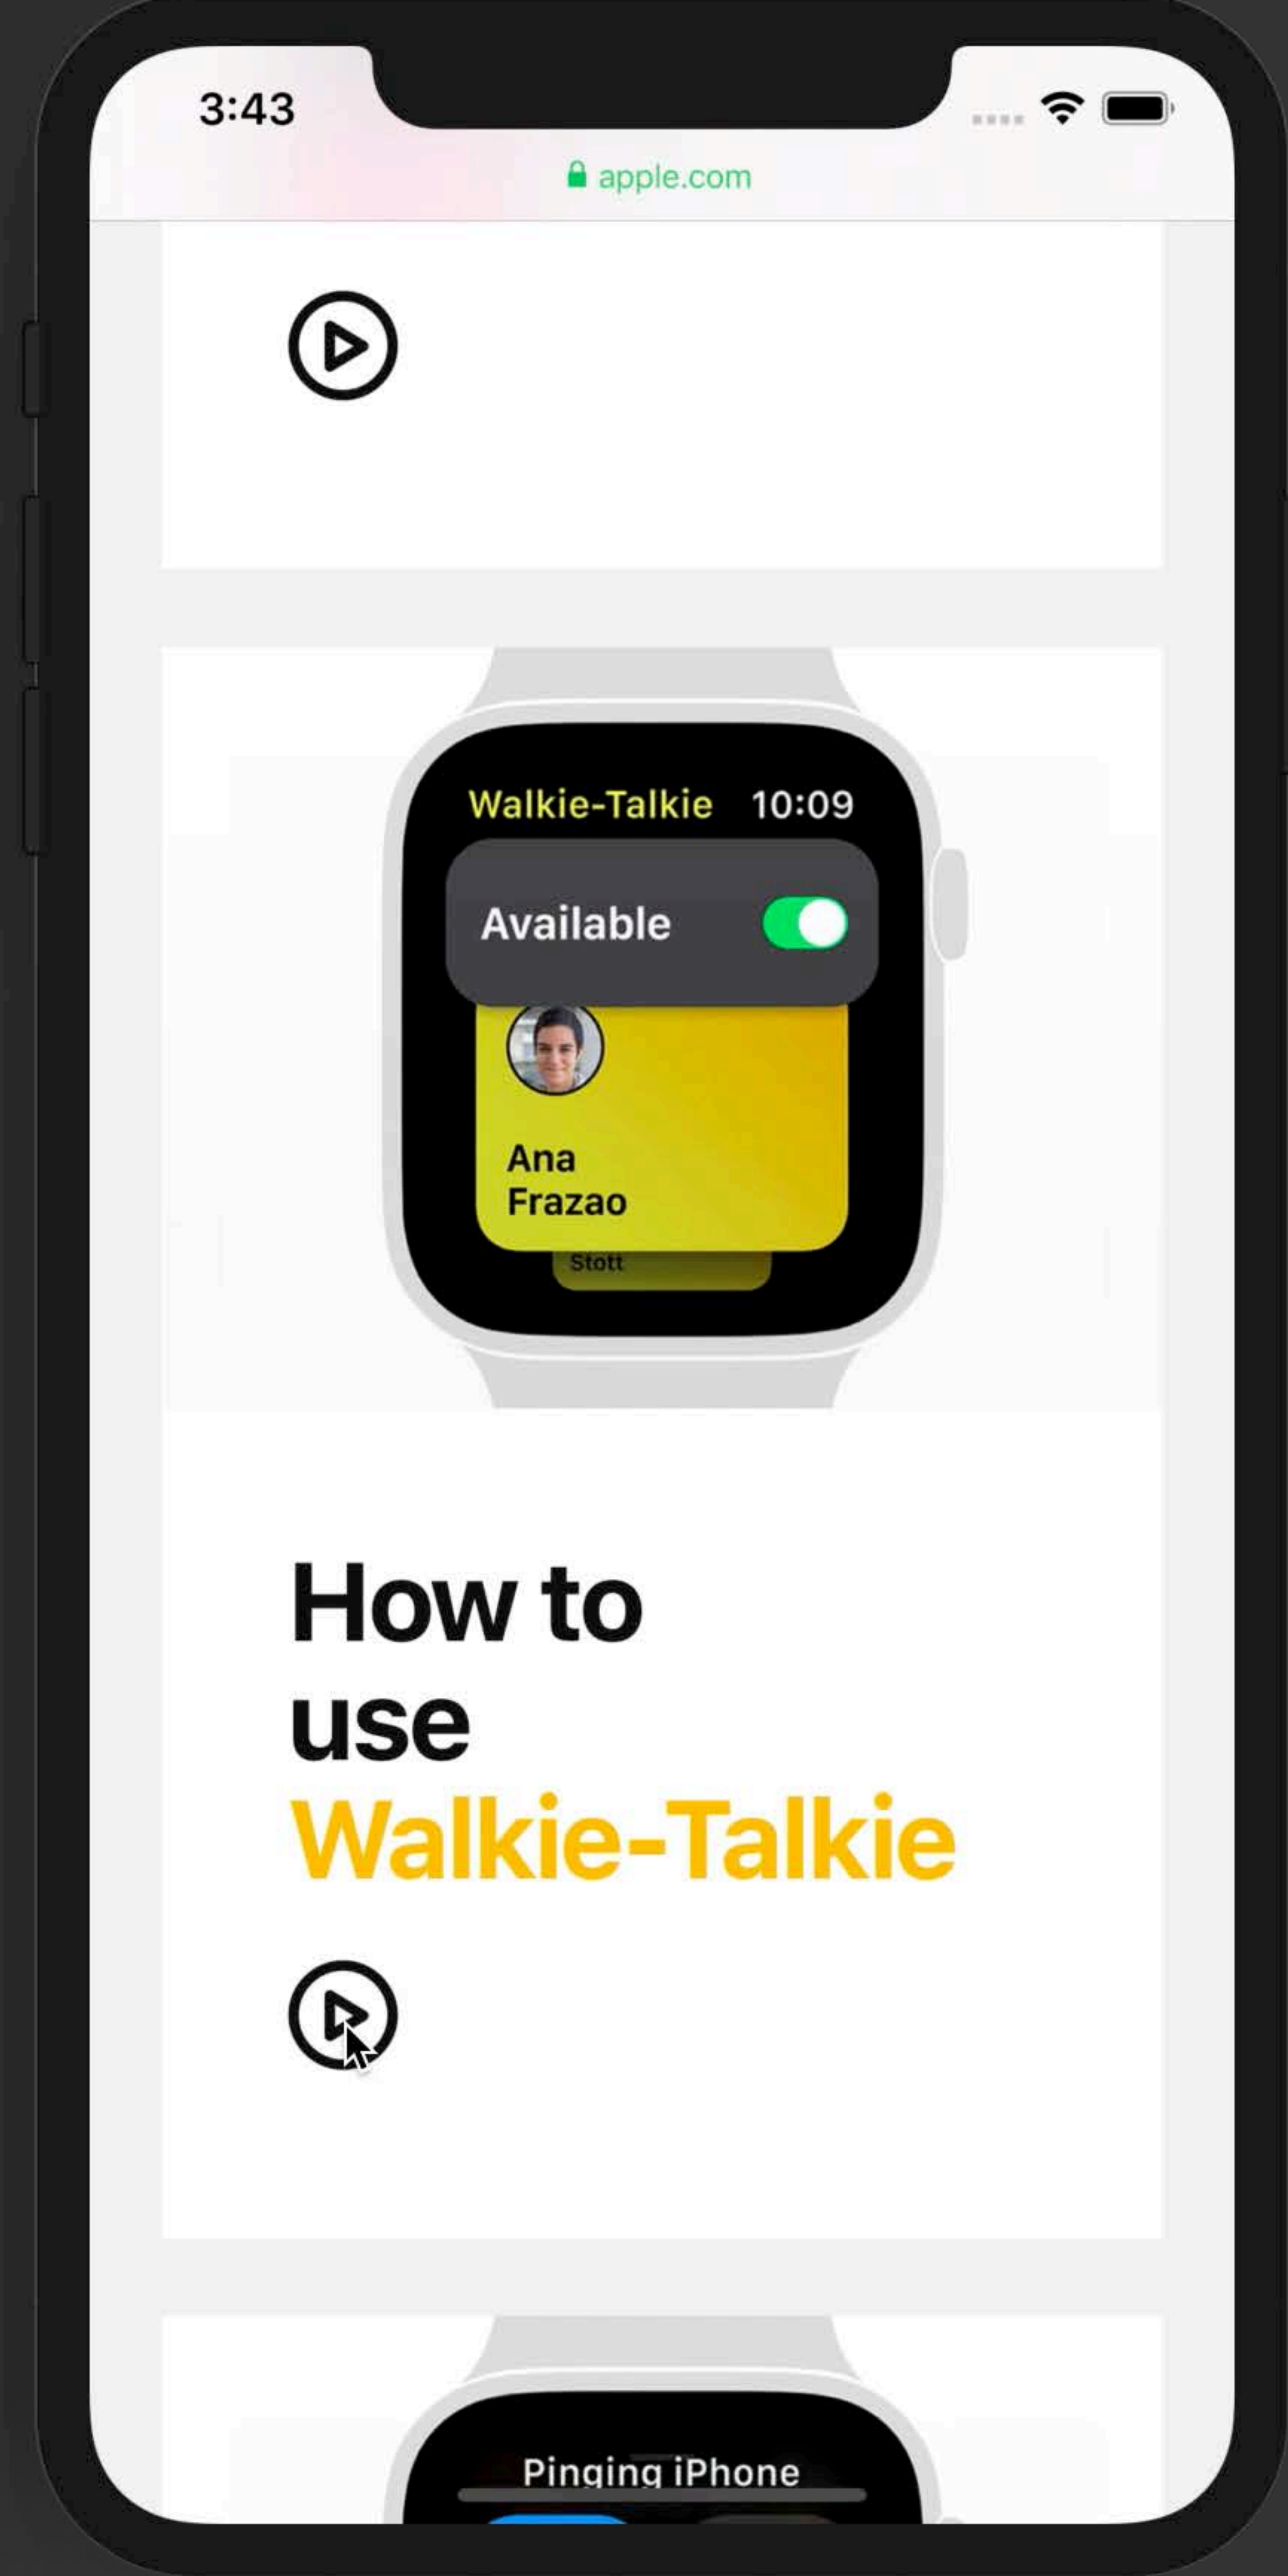 3:43
apple.com
Walkie-Talkie 10:09
Available
Ana
Frazao
Stott
How to
use
Walkie-Talkie
Pinging iPhone